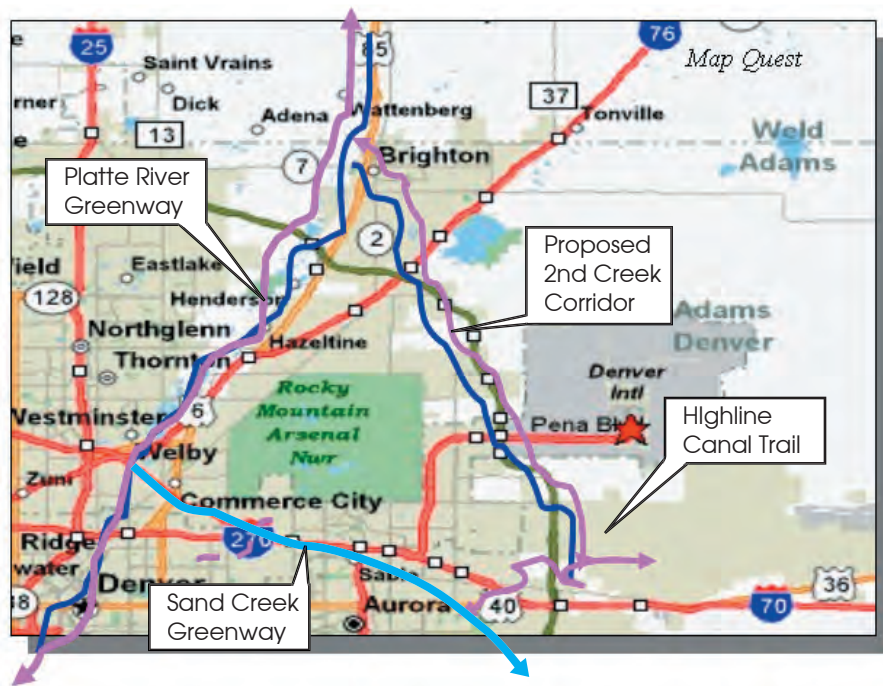 25
85
76
Map Quest
Saint Vrains
Dick
Adena
Wattenberg
37
Tonville
13
Weld
Adams
7
Brighton
Platte River
Greenway
2
Proposed
2nd Creek
Corridor
Eastlake
Henderson
128
Northglenn
Hazeltine
Thornton
Adams
Denver
Denver
Intl
Rocky
Mountain
Arsenal
Nwr
6
Westminster
Welby
Pena
HIghline
Canal Trail
Zuni
Commerce City
Ridge
water
270
Sable
36
Denver
Sand Creek
Greenway
Aurora
40
70